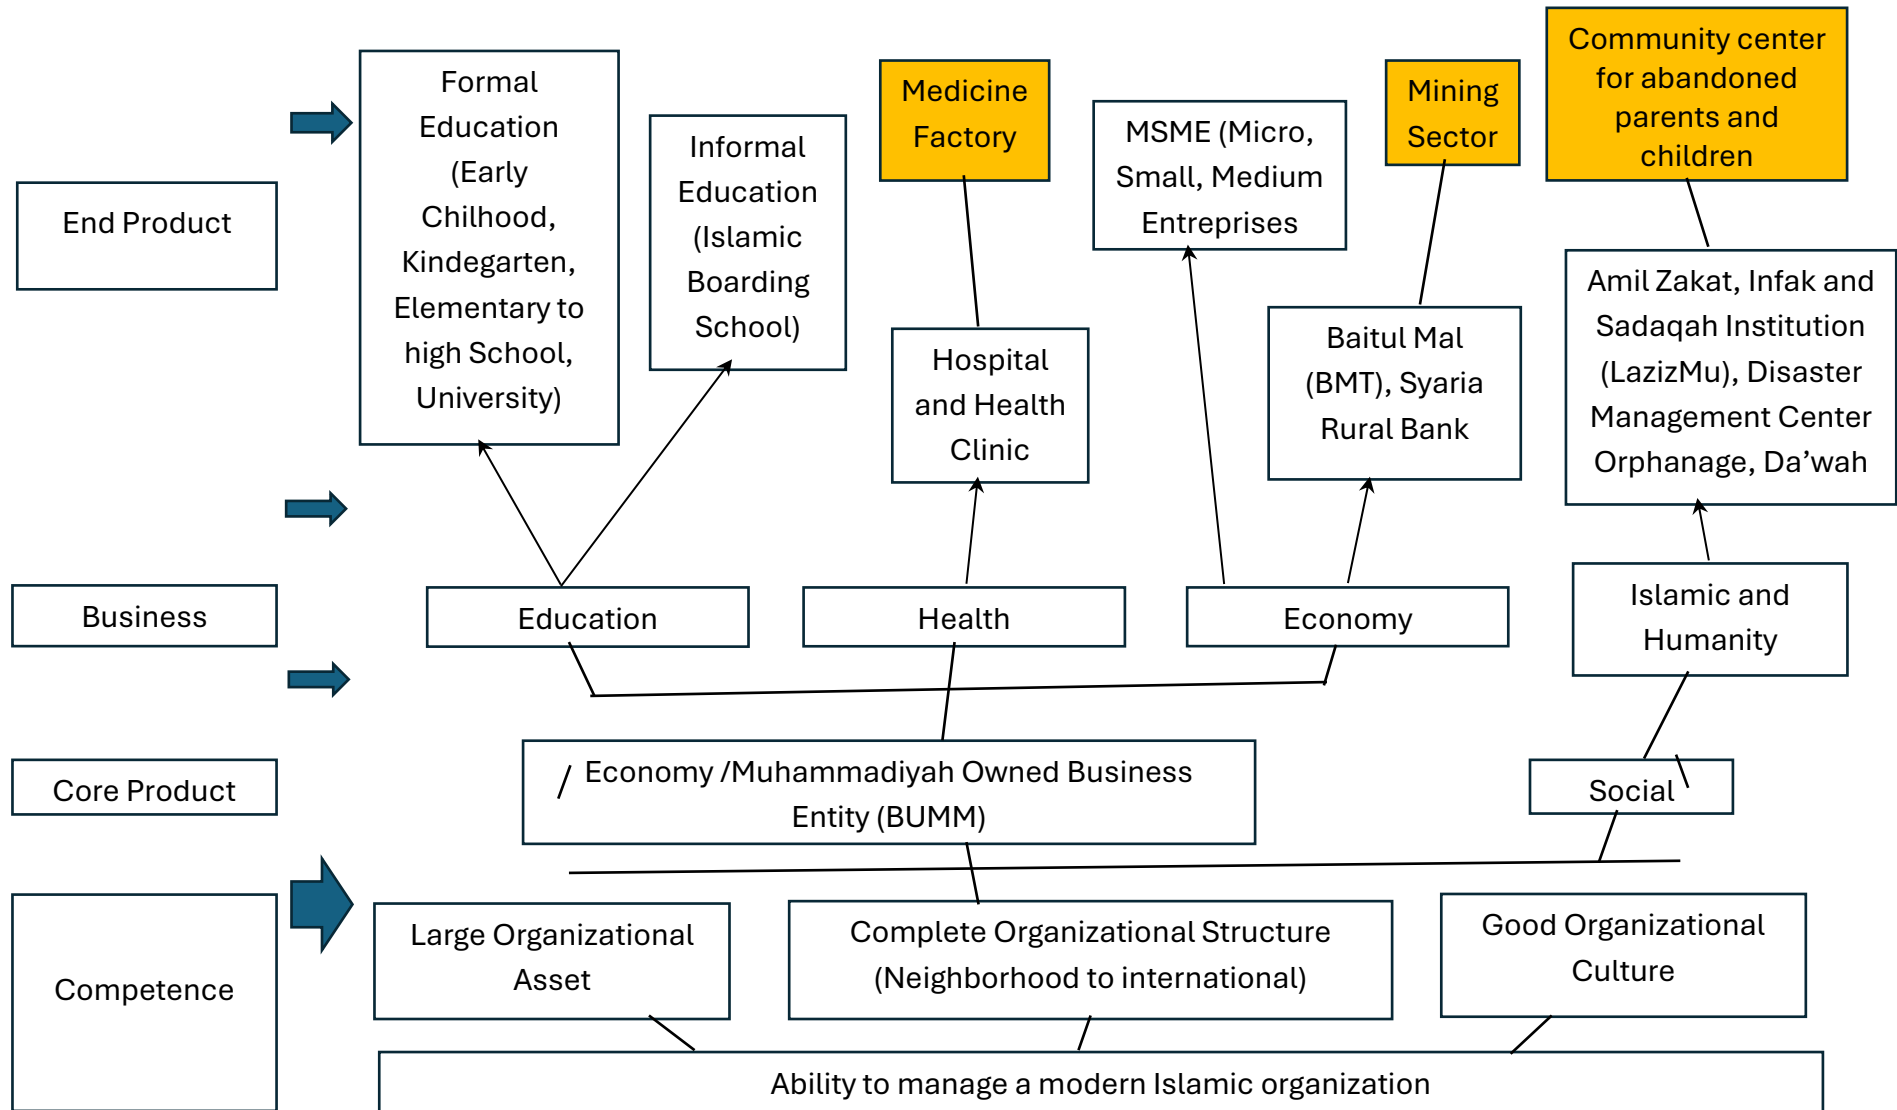 End Product
Formal
Education
(Early
Chilhood,
Kindegarten,
Elementary to
high School,
University)
Informal
Education
(Islamic
Boarding
School)
Medicine
Factory
Hospital
and Health
Clinic
MSME (Micro,
Small, Medium
Entreprises
Mining
Sector
Baitul Mal
(BMT), Syaria
Rural Bank
Community center
for abandoned
parents and
children
Amil Zakat, Infak and
Sadaqah Institution
(LazizMu), Disaster
Management Center
Orphanage, Da’wah
Business
Education
Health
Economy
Islamic and
Humanity
Core Product
Economy /Muhammadiyah Owned Business
Entity (BUMM)
Social
Competence
Large Organizational
Asset
Complete Organizational Structure
(Neighborhood to international)
Good Organizational
Culture
Ability to manage a modern Islamic organization